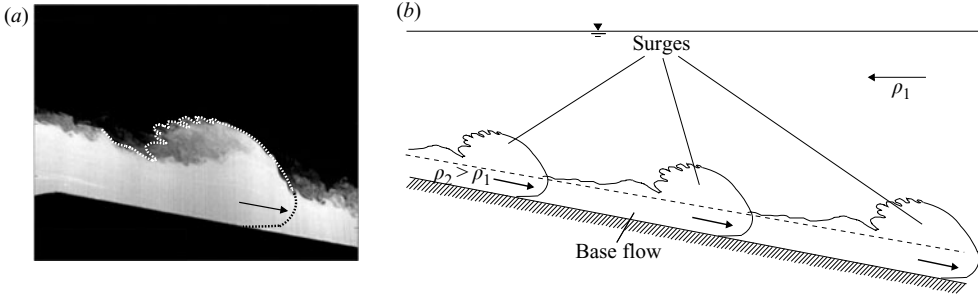 (a)
(b)
Surges
ρ1
ρ2 > ρ1
Base flow